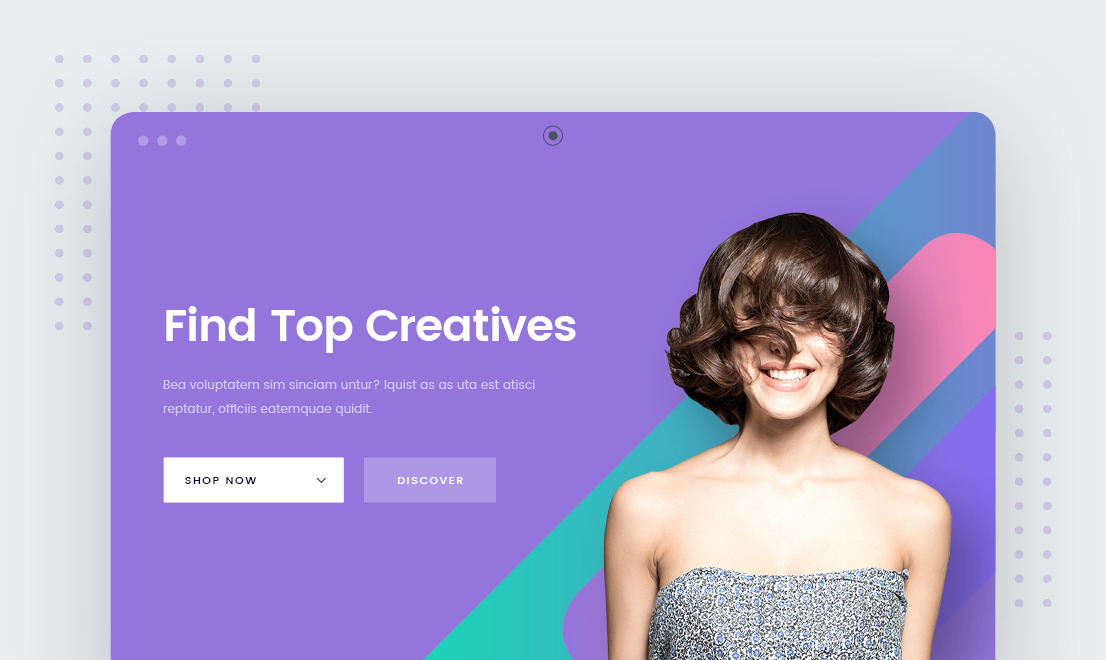 Find Top Creatives
Bea voluptatem sim sinciam untur? Iquist as as uta est atisci
reptatur, officiis eatemquae quidit.
SHOP NOW
DISCOVER